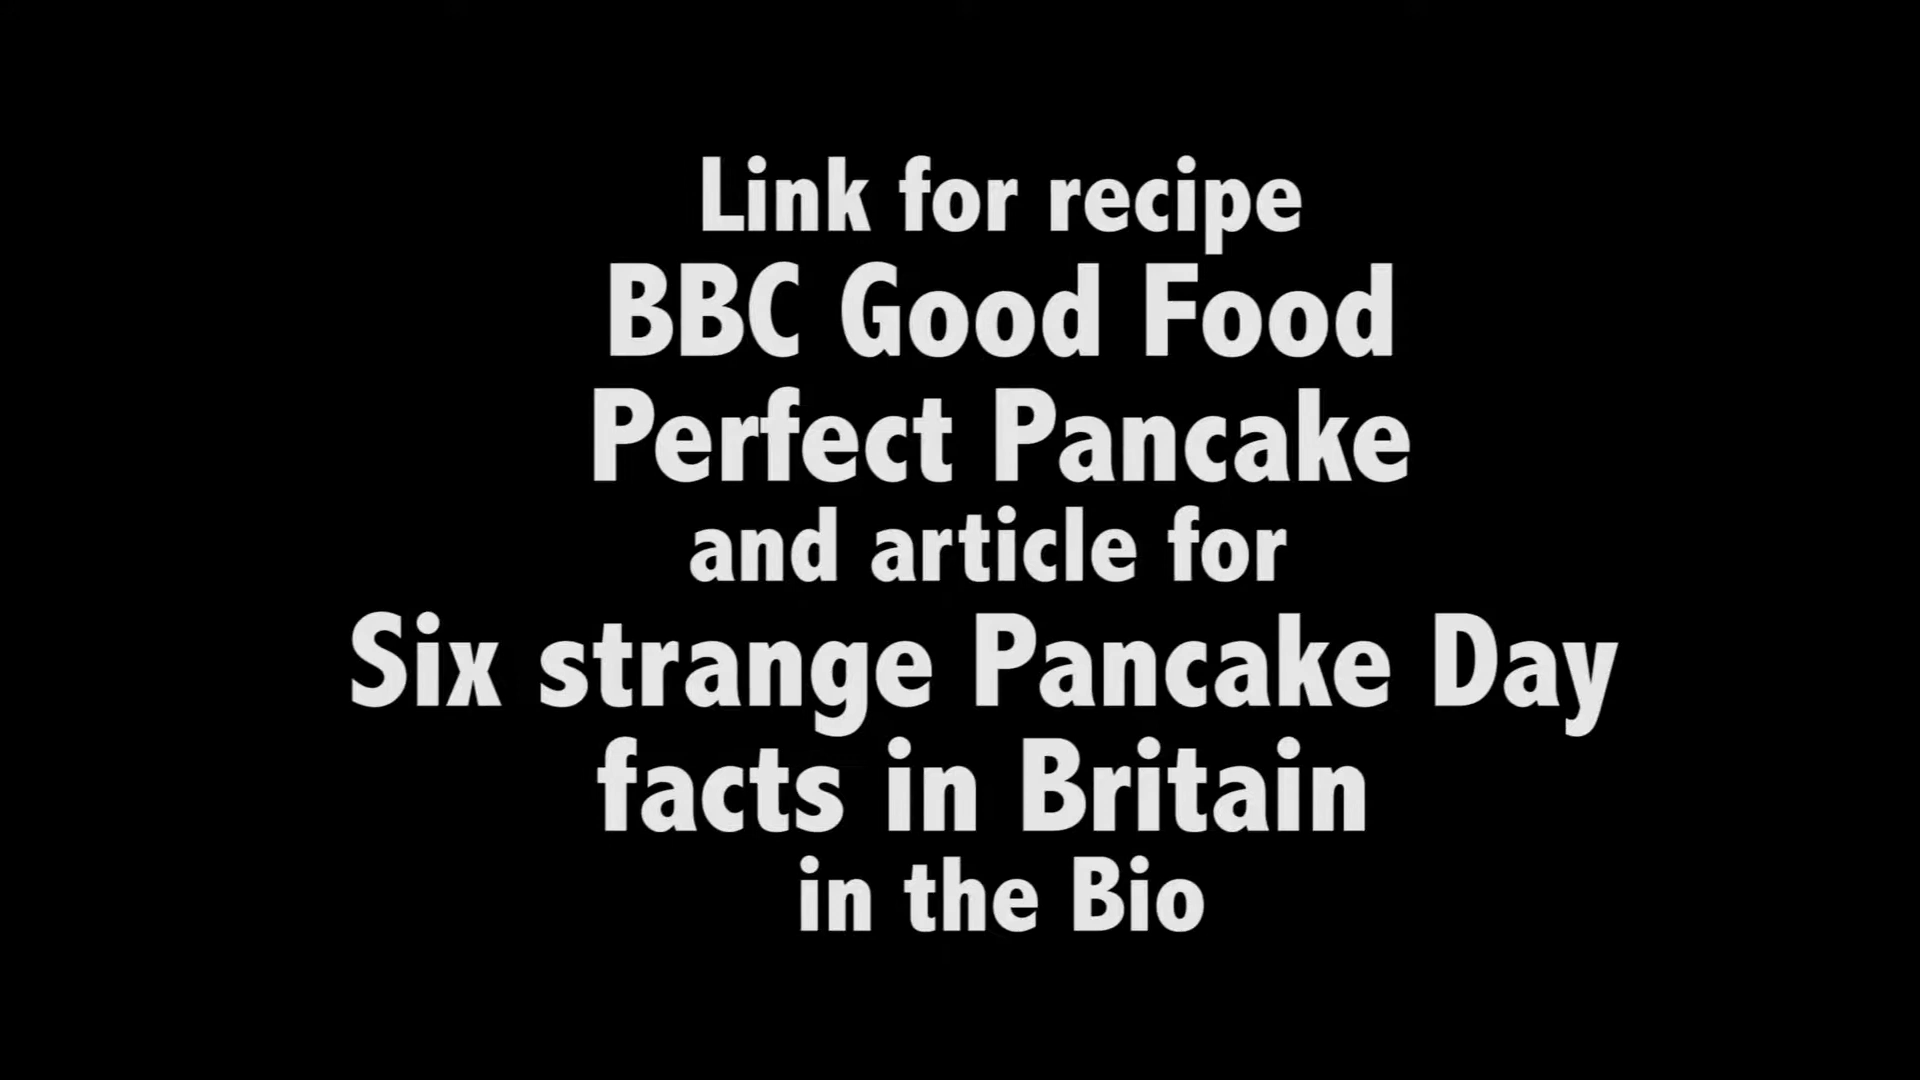 Link for recipe
BBC Good Food
Perfect Pancake
and article for
Six strange Pancake Day
facts in Britain
in the Bio